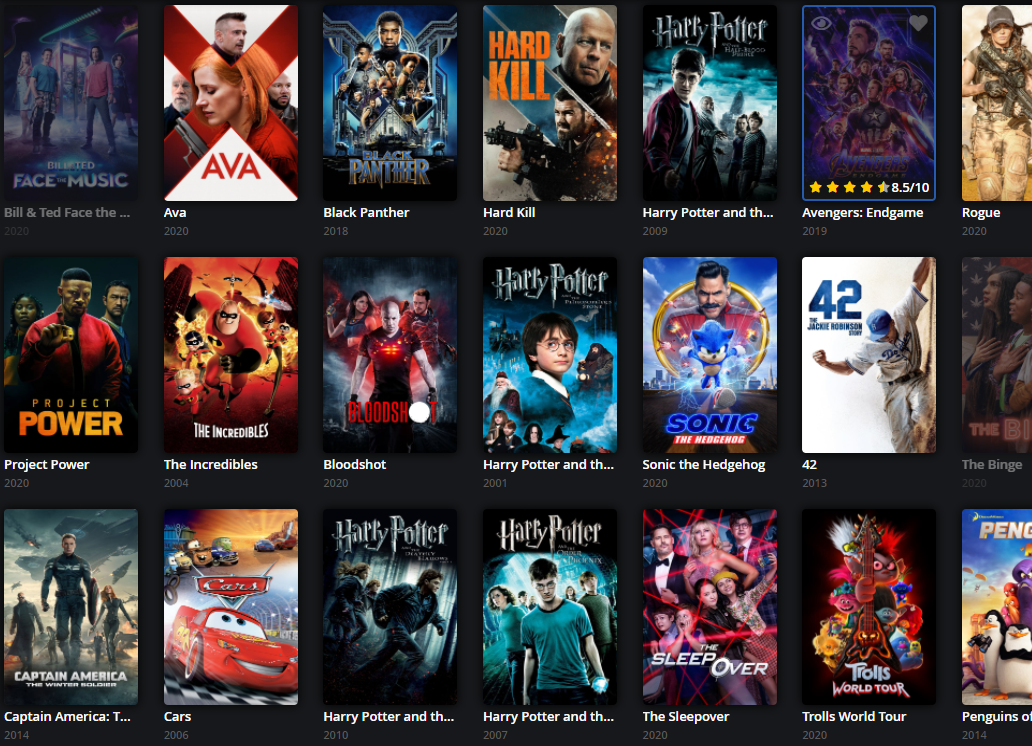 BILL & TED
FACE THE MUSIC
Bill & Ted Face the ...
2020
AVA
Ava
2020
BLACK
PANTHER
Black Panther
2018
HARD
KILL
Hard Kill
2020
Harry Potter
AND THE HALF-BLOOD
PRINCE
Harry Potter and th...
2009
AVENGERS
ENDGAME
8.5/10
Avengers: Endgame
2019
Rogue
2020
PROJECT
POWER
Project Power
2020
THE INCREDIBLES
The Incredibles
2004
BLOODSH T
Bloodshot
2020
Harry Potter
Harry Potter and th...
2001
SONIC
THE HEDGEHOG
Sonic the Hedgehog
2020
42
THE
JACKIE ROBINSON
STORY
Dodgers
42
2013
THE BI
The Binge
2020
CAPTAIN AMERICA
THE WINTER SOLDIER
Captain America: T...
2014
Cars
Cars
2006
Harry Potter
AND THE
DEATHLY
HALLOWS
Harry Potter and th...
2010
Harry Potter
AND THE
ORDER OF THE
PHOENIX
Harry Potter and th...
2007
THE
SLEEPOVER
The Sleepover
2020
Trolls
WORLD TOUR
Trolls World Tour
2020
DreamWorks
PENG
Penguins of
2014